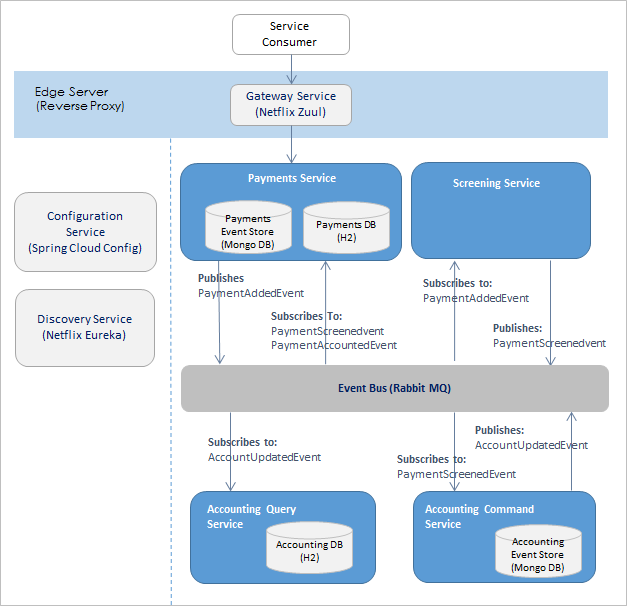 Service
Consumer
Edge Server
(Reverse Proxy)
Gateway Service
(Netflix Zuul)
Payments Service
Screening Service
Payments
Event Store
(Mongo DB)
Payments DB
(H2)
Configuration
Service
(Spring Cloud Config)
Discovery Service
(Netflix Eureka)
Publishes
PaymentAddedEvent
Subscribes To:
PaymentScreenedvent
PaymentAccountedEvent
Subscribes to:
PaymentAddedEvent
Publishes:
PaymentScreenedvent
Event Bus (Rabbit MQ)
Subscribes to:
AccountUpdatedEvent
Publishes:
AccountUpdatedEvent
Subscribes to:
PaymentScreenedEvent
Accounting Query
Service
Accounting DB
(H2)
Accounting Command
Service
Accounting
Event Store
(Mongo DB)